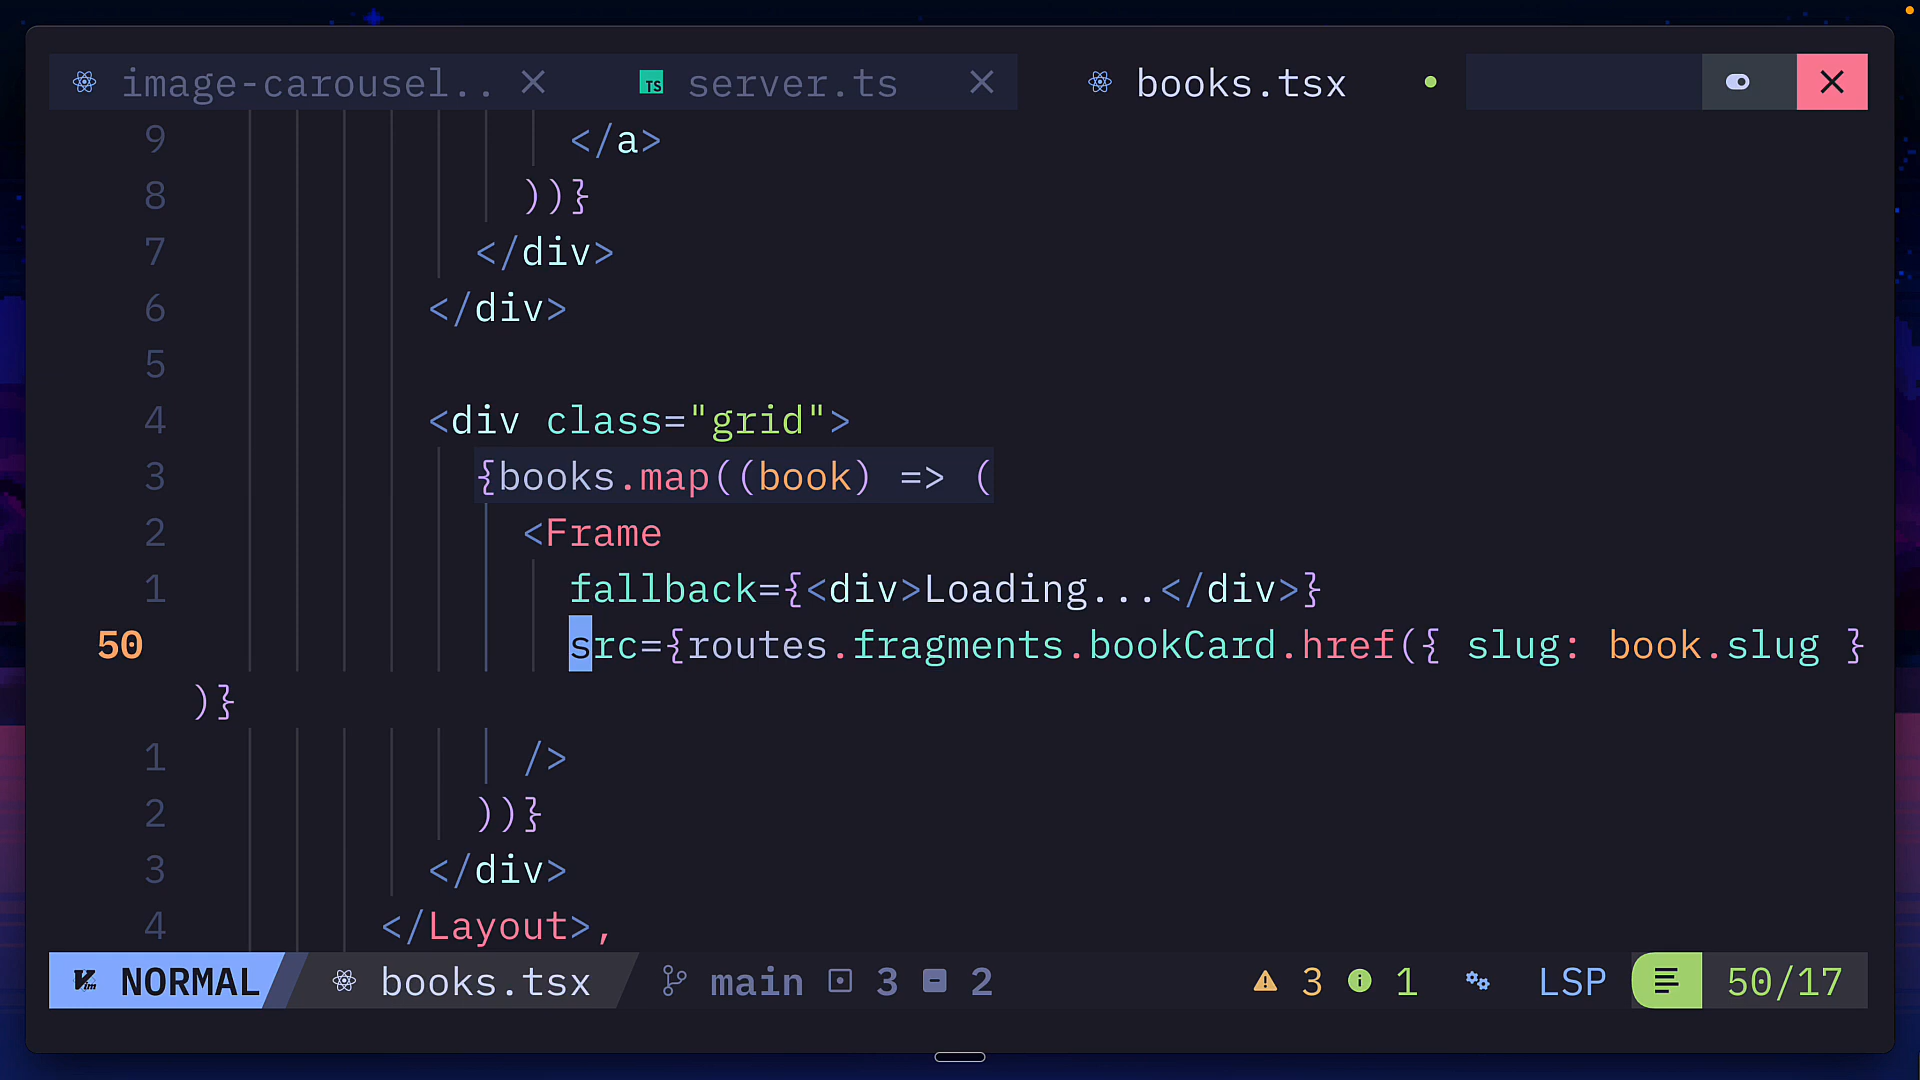 image-carousel.. server.ts books.tsx
9 </a>
8 ))}
7 </div>
6 </div>
5
4 <div class="grid">
3 {books.map((book) => (
2 <Frame
1 fallback={<div>Loading...</div>}
50 src={routes.fragments.bookCard.href({ slug: book.slug }
)}
1 />
2 ))}
3 </div>
4 </Layout>,
NORMAL books.tsx main 3 2 3 1 LSP 50/17